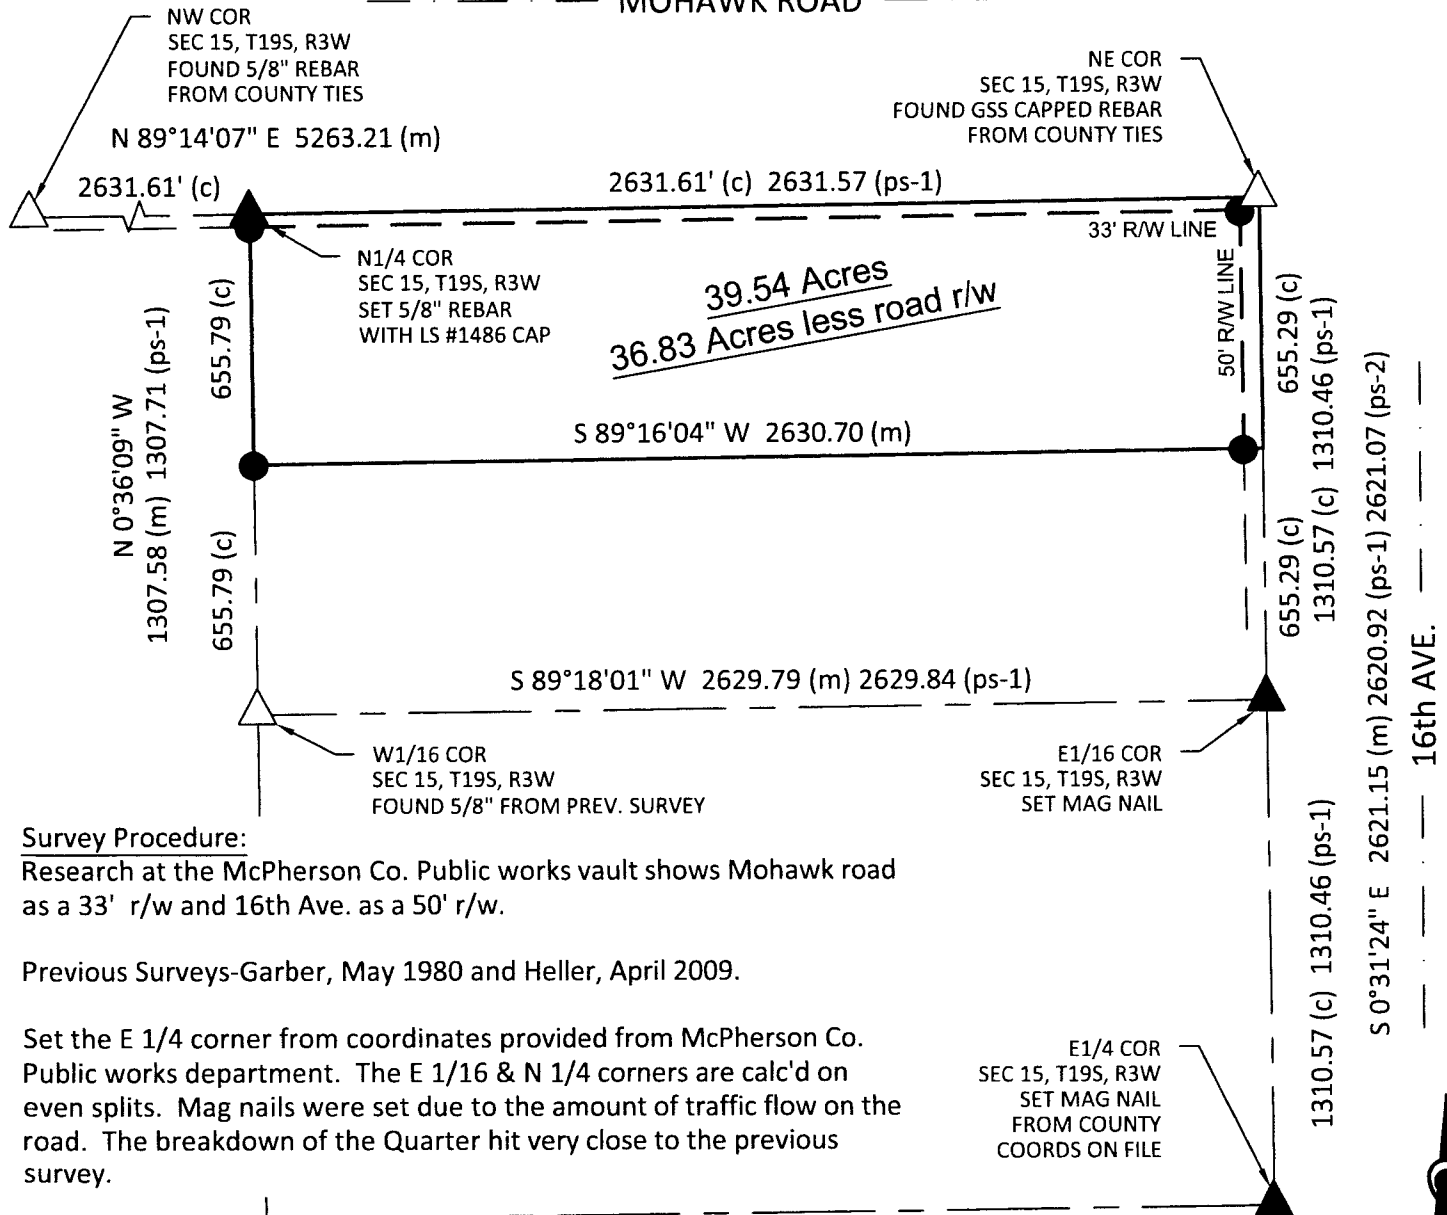 MOHAWK ROAD
NW COR
SEC 15, T19S, R3W
FOUND 5/8" REBAR
FROM COUNTY TIES
NE COR
SEC 15, T19S, R3W
FOUND GSS CAPPED REBAR
FROM COUNTY TIES
N 89°14'07" E 5263.21 (m)
2631.61' (c)
2631.61' (c) 2631.57 (ps-1)
33' R/W LINE
N1/4 COR
SEC 15, T19S, R3W
SET 5/8" REBAR
WITH LS #1486 CAP
39.54 Acres
36.83 Acres less road r/w
50' R/W LINE
655.79 (c)
655.29 (c)
N 0°36'09" W
1307.58 (m) 1307.71 (ps-1)
1310.57 (c) 1310.46 (ps-1)
S 0°31'24" E 2621.15 (m) 2620.92 (ps-1) 2621.07 (ps-2)
16th AVE.
S 89°16'04" W 2630.70 (m)
655.79 (c)
655.29 (c)
S 89°18'01" W 2629.79 (m) 2629.84 (ps-1)
W1/16 COR
SEC 15, T19S, R3W
FOUND 5/8" FROM PREV. SURVEY
E1/16 COR
SEC 15, T19S, R3W
SET MAG NAIL
1310.57 (c) 1310.46 (ps-1)
Survey Procedure:
Research at the McPherson Co. Public works vault shows Mohawk road
as a 33' r/w and 16th Ave. as a 50' r/w.
Previous Surveys-Garber, May 1980 and Heller, April 2009.
Set the E 1/4 corner from coordinates provided from McPherson Co.
Public works department. The E 1/16 & N 1/4 corners are calc'd on
even splits. Mag nails were set due to the amount of traffic flow on the
road. The breakdown of the Quarter hit very close to the previous
survey.
E1/4 COR
SEC 15, T19S, R3W
SET MAG NAIL
FROM COUNTY
COORDS ON FILE